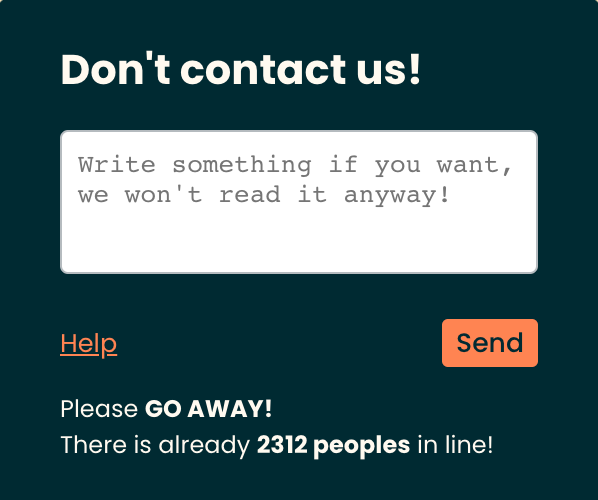 Don't contact us!
Write something if you want,
we won't read it anyway!
Help
Send
Please GO AWAY!
There is already 2312 peoples in line!